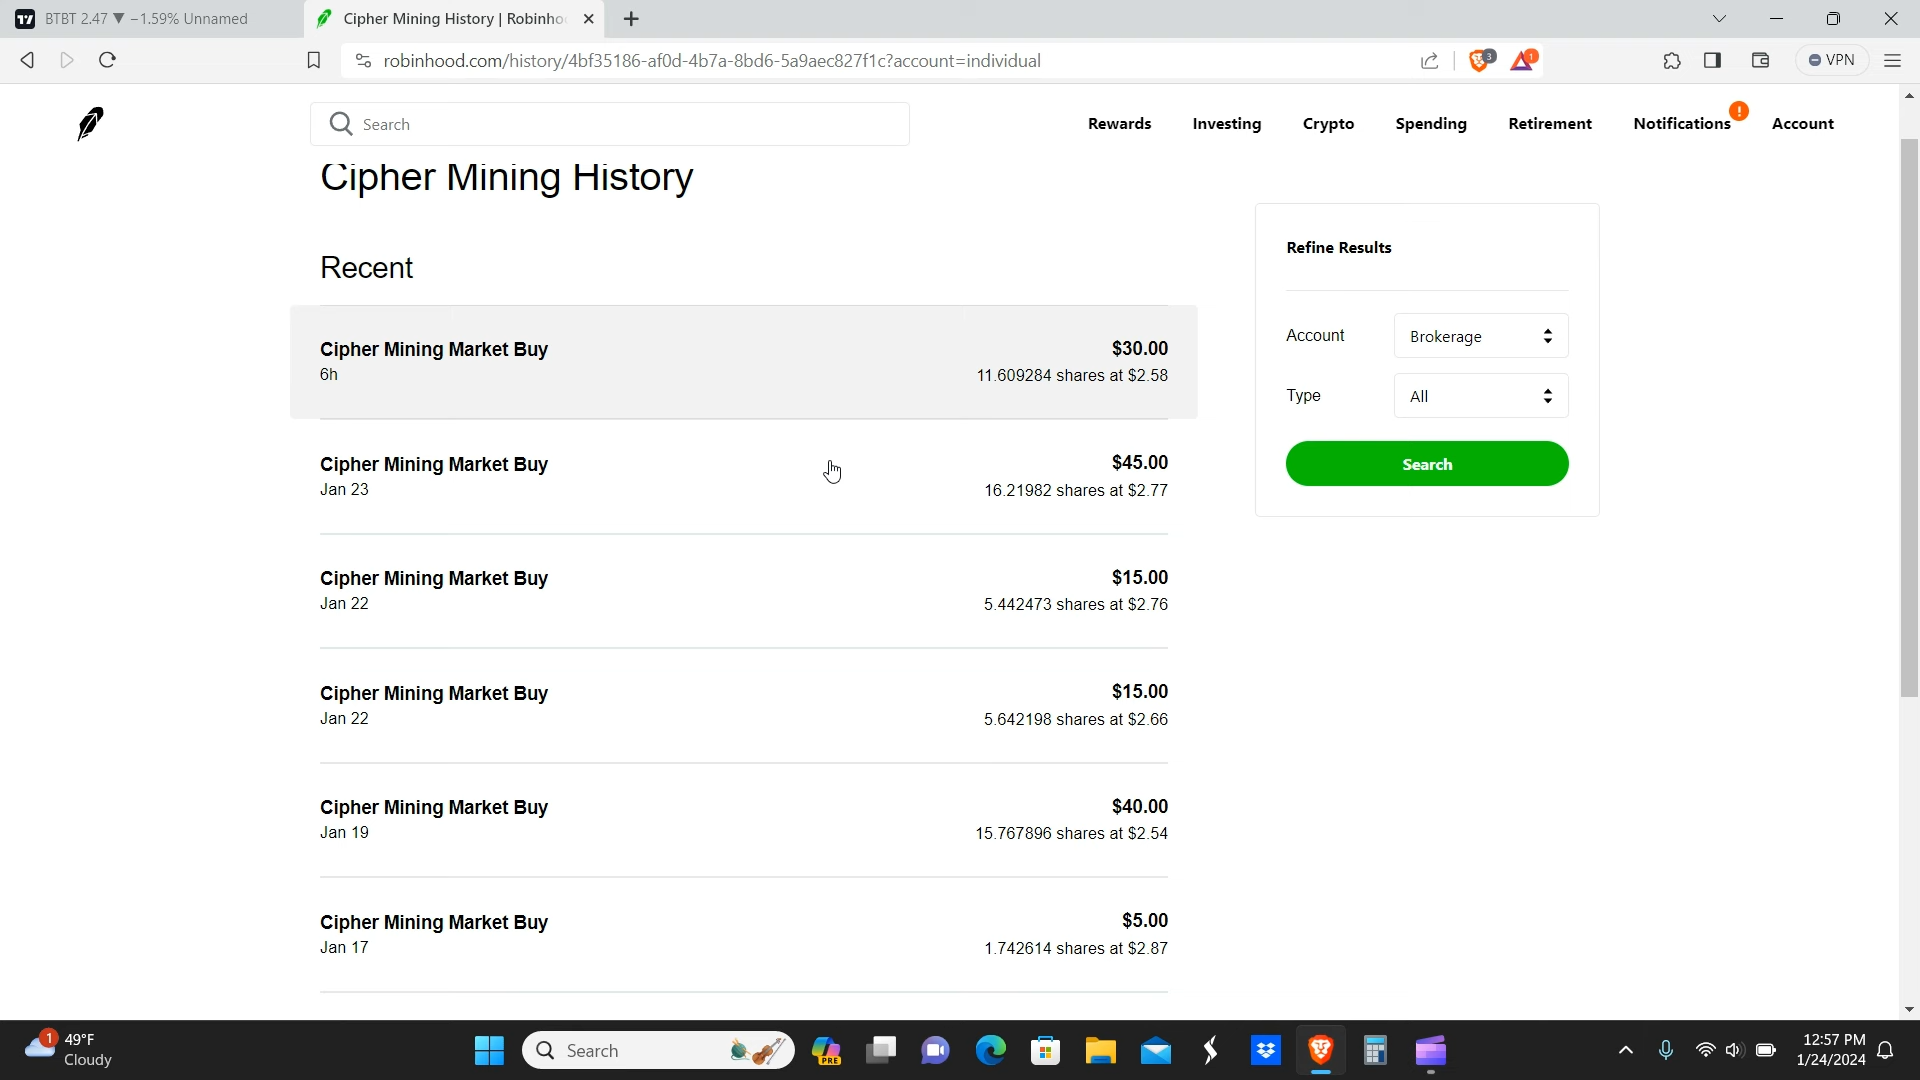 BTBT 2.47 ▼ −1.59% Unnamed
Cipher Mining History | Robinho
robinhood.com/history/4bf35186-af0d-4b7a-8bd6-5a9aec827f1c?account=individual
3
1
VPN
Search
Rewards
Investing
Crypto
Spending
Retirement
Notifications
!
Account
Cipher Mining History
Recent
Cipher Mining Market Buy
$30.00
6h
11.609284 shares at $2.58
Cipher Mining Market Buy
$45.00
Jan 23
16.21982 shares at $2.77
Cipher Mining Market Buy
$15.00
Jan 22
5.442473 shares at $2.76
Cipher Mining Market Buy
$15.00
Jan 22
5.642198 shares at $2.66
Cipher Mining Market Buy
$40.00
Jan 19
15.767896 shares at $2.54
Cipher Mining Market Buy
$5.00
Jan 17
1.742614 shares at $2.87
Refine Results
Account
Brokerage
Type
All
Search
1
49°F
Cloudy
Search
PRE
12:57 PM
1/24/2024